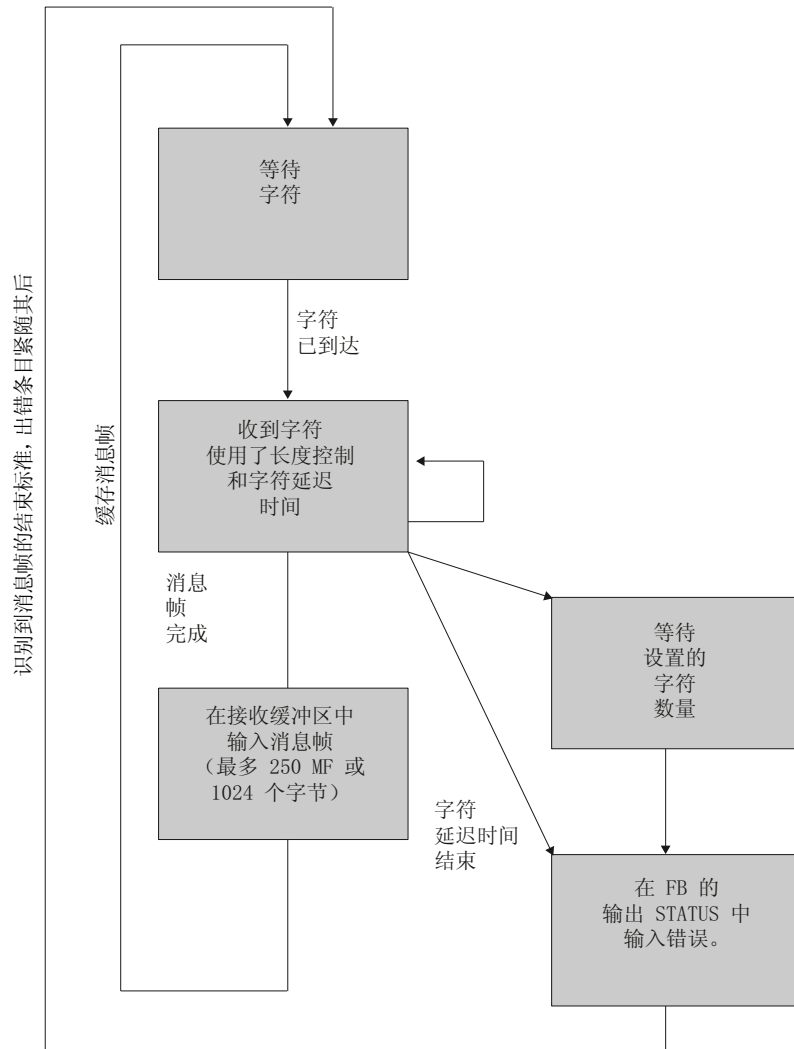 等待
字符
字符
已到达
收到字符
使用了长度控制
和字符延迟
时间
消息
帧
完成
在接收缓冲区中
输入消息帧
（最多 250 MF 或
1024 个字节）
等待
设置的
字符
数量
字符
延迟时间
结束
在 FB 的
输出 STATUS 中
输入错误。
缓存消息帧
识别到消息帧的结束标准，出错条目紧随其后